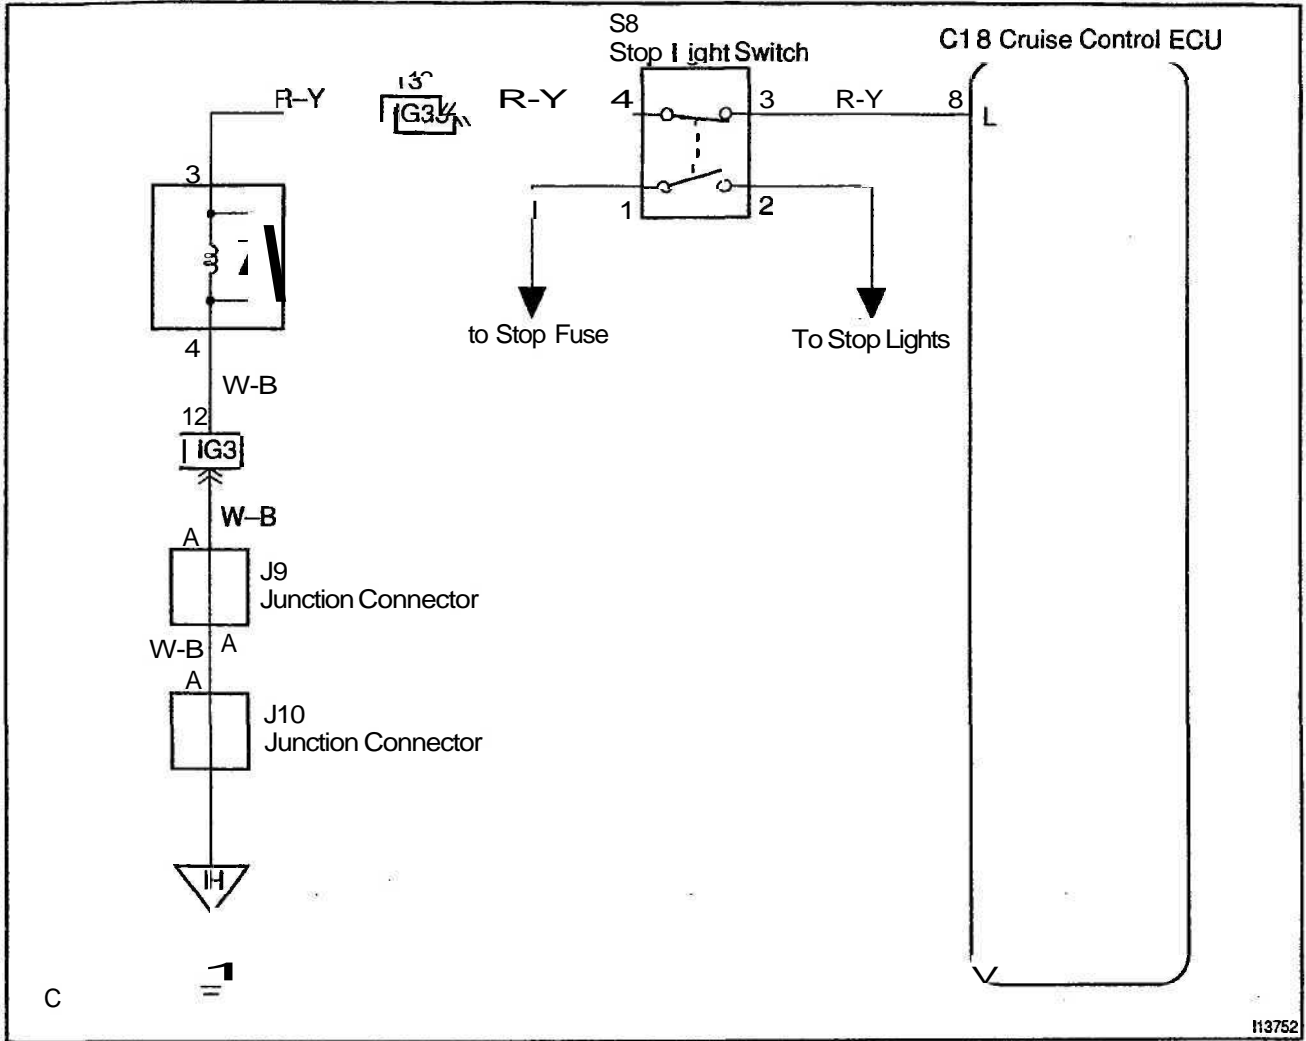 S8
Stop Light Switch
C18 Cruise Control ECU
R-Y
13
IG3
R-Y
4
3
R-Y
8
L
3
1
2
to Stop Fuse
To Stop Lights
4
W-B
12
IG3
W-B
A
J9
Junction Connector
W-B
A
A
J10
Junction Connector
IH
C
I13752